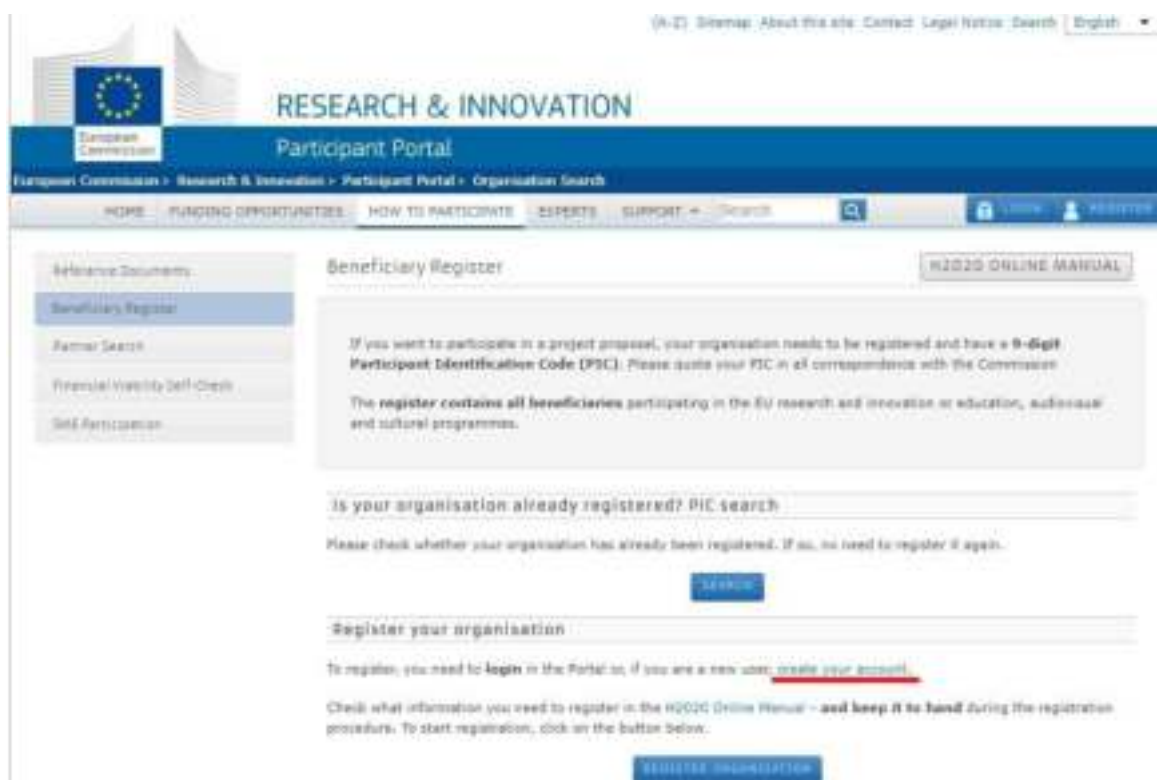 (A-Z) Sitemap About this site Contact Legal Notice Search English
RESEARCH & INNOVATION
European
Commission
Participant Portal
European Commission > Research & Innovation > Participant Portal > Organisation Search
HOME FUNDING OPPORTUNITIES HOW TO PARTICIPATE EXPERTS SUPPORT Search LOGIN REGISTER
Reference Documents
Beneficiary Register
Partner Search
Financial Viability Self-Check
SME Participation
Beneficiary Register
H2020 ONLINE MANUAL
If you want to participate in a project proposal, your organisation needs to be registered and have a 9-digit
Participant Identification Code (PIC). Please quote your PIC in all correspondence with the Commission
The register contains all beneficiaries participating in the EU research and innovation or education, audiovisual
and cultural programmes.
Is your organisation already registered? PIC search
Please check whether your organisation has already been registered. If so, no need to register it again.
SEARCH
Register your organisation
To register, you need to login in the Portal or, if you are a new user, create your account.
Check what information you need to register in the H2020 Online Manual - and keep it to hand during the registration
procedure. To start registration, click on the button below.
REGISTER ORGANISATION